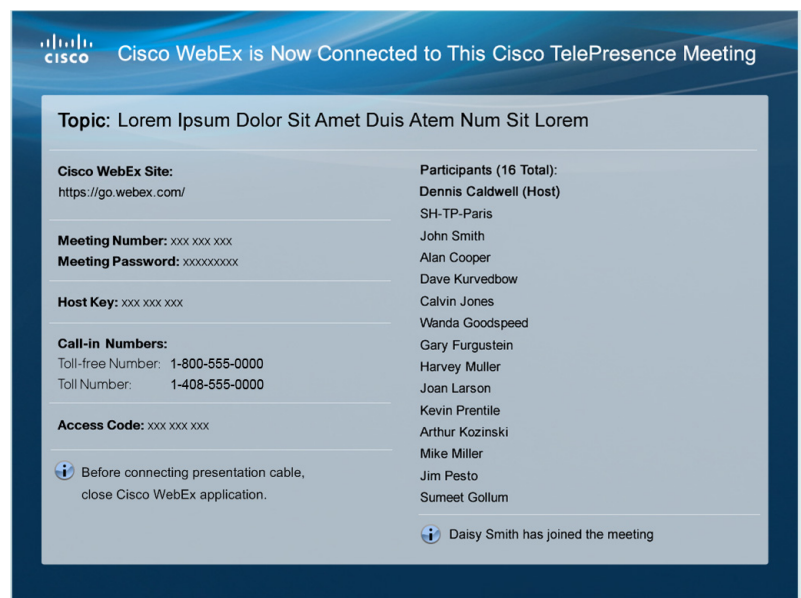 CISCO
Cisco WebEx is Now Connected to This Cisco TelePresence Meeting
Topic: Lorem Ipsum Dolor Sit Amet Duis Atem Num Sit Lorem
Cisco WebEx Site:
https://go.webex.com/
Meeting Number: xxx xxx xxx
Meeting Password: xxxxxxxxx
Host Key: xxx xxx xxx
Call-in Numbers:
Toll-free Number: 1-800-555-0000
Toll Number: 1-408-555-0000
Access Code: xxx xxx xxx
Before connecting presentation cable,
close Cisco WebEx application.
Participants (16 Total):
Dennis Caldwell (Host)
SH-TP-Paris
John Smith
Alan Cooper
Dave Kurvedbow
Calvin Jones
Wanda Goodspeed
Gary Furgustein
Harvey Muller
Joan Larson
Kevin Prentile
Arthur Kozinski
Mike Miller
Jim Pesto
Sumeet Gollum
Daisy Smith has joined the meeting